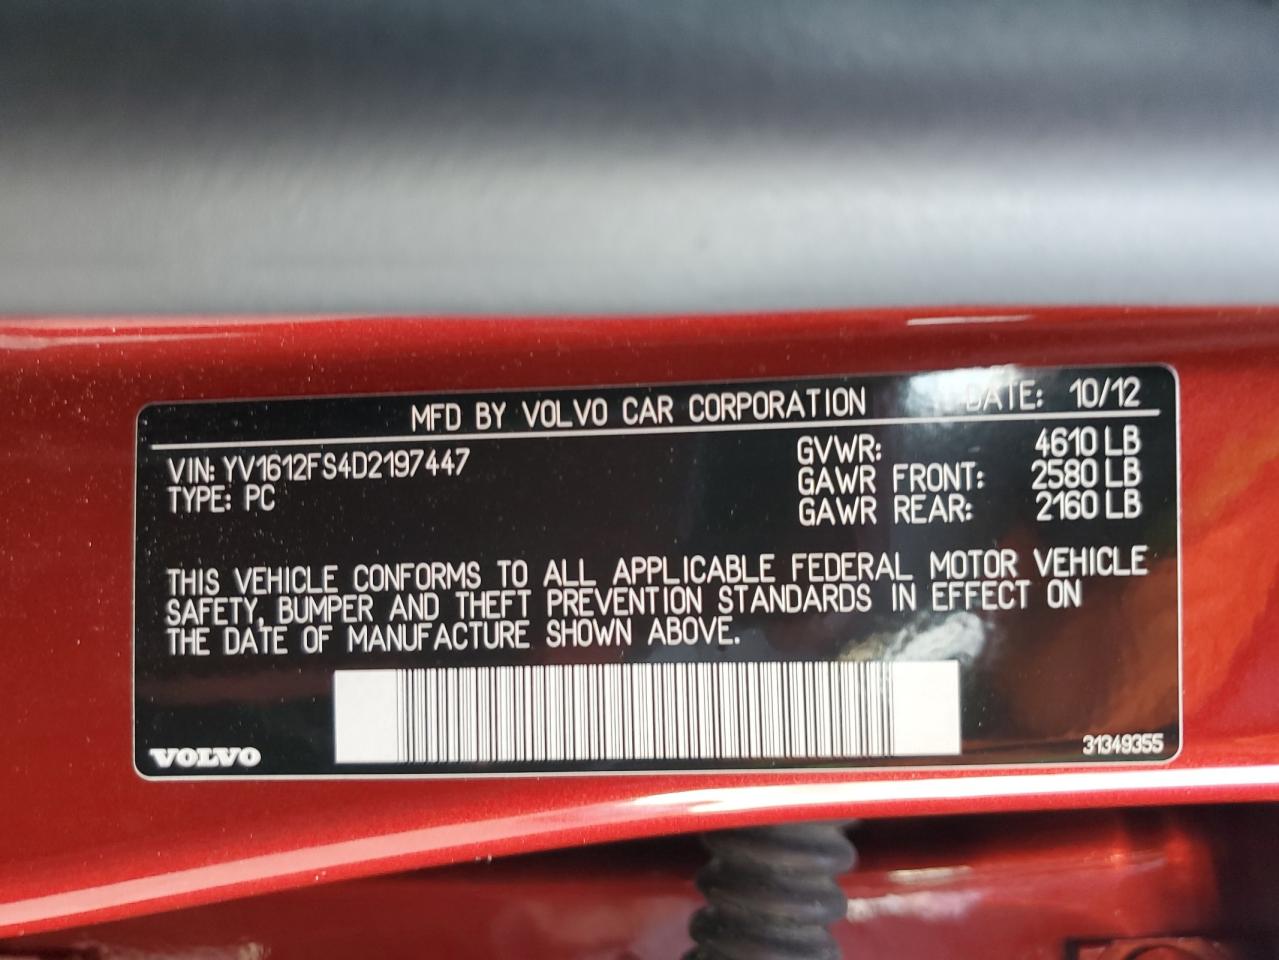 MFD BY VOLVO CAR CORPORATION DATE: 10/12
VIN: YV1612FS4D2197447 GVWR: 4610 LB
TYPE: PC GAWR FRONT: 2580 LB
GAWR REAR: 2160 LB
THIS VEHICLE CONFORMS TO ALL APPLICABLE FEDERAL MOTOR VEHICLE
SAFETY, BUMPER AND THEFT PREVENTION STANDARDS IN EFFECT ON
THE DATE OF MANUFACTURE SHOWN ABOVE.
VOLVO 31349355